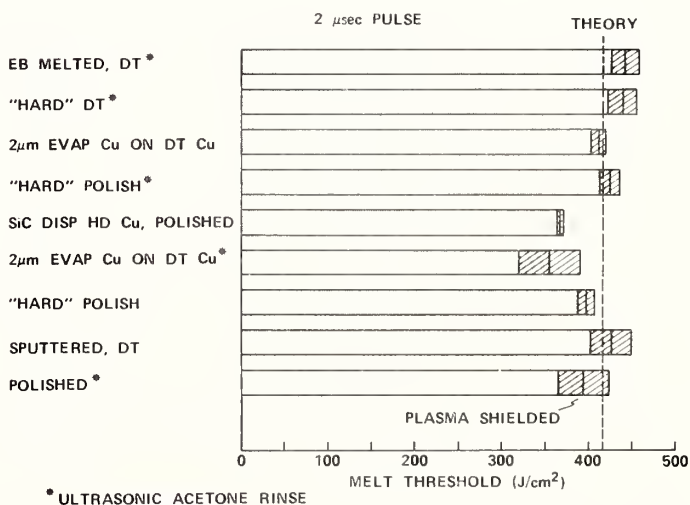 2 μsec PULSE
THEORY
EB MELTED, DT*
"HARD" DT*
2μm EVAP Cu ON DT Cu
"HARD" POLISH*
SiC DISP HD Cu, POLISHED
2μm EVAP Cu ON DT Cu*
"HARD" POLISH
SPUTTERED, DT
POLISHED*
PLASMA SHIELDED
0 100 200 300 400 500
MELT THRESHOLD (J/cm²)
*ULTRASONIC ACETONE RINSE